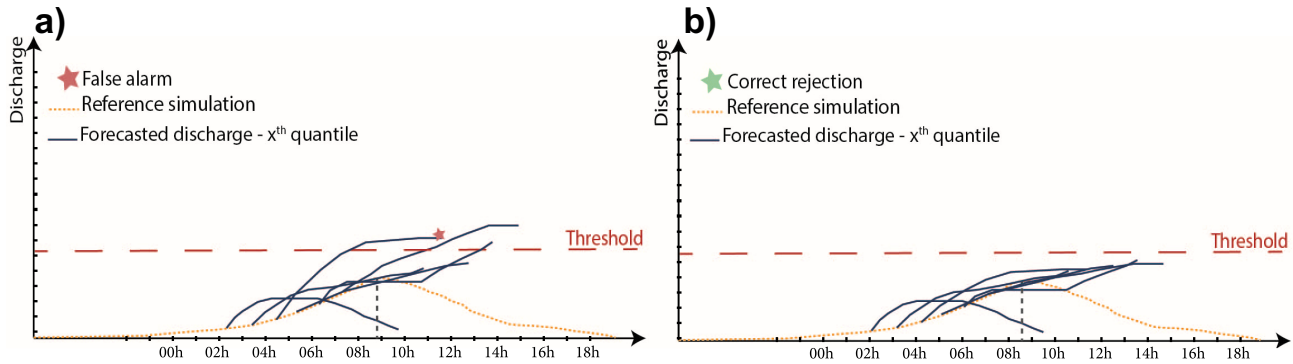 a)
Discharge
False alarm
Reference simulation
Forecasted discharge - xth quantile
Threshold
00h 02h 04h 06h 08h 10h 12h 14h 16h 18h
b)
Discharge
Correct rejection
Reference simulation
Forecasted discharge - xth quantile
Threshold
00h 02h 04h 06h 08h 10h 12h 14h 16h 18h